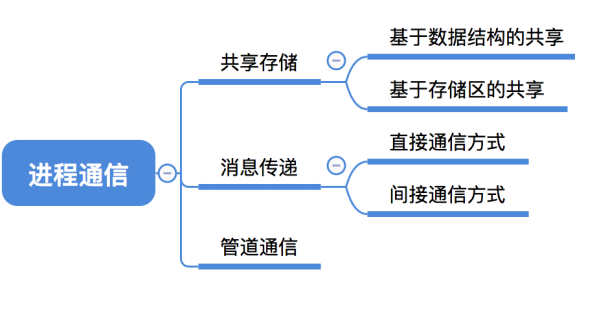 进程通信
共享存储
基于数据结构的共享
基于存储区的共享
消息传递
直接通信方式
间接通信方式
管道通信